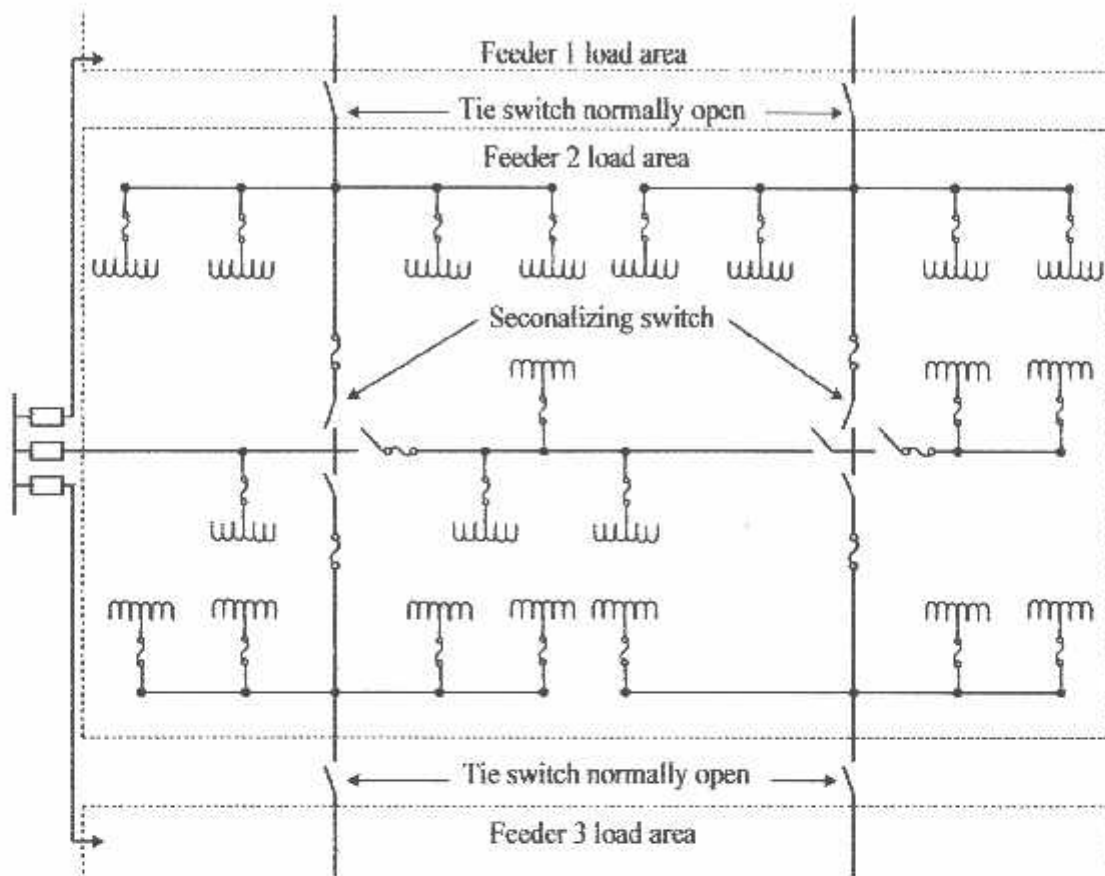 Feeder 1 load area
Tie switch normally open
Feeder 2 load area
Seconalizing switch
Tie switch normally open
Feeder 3 load area